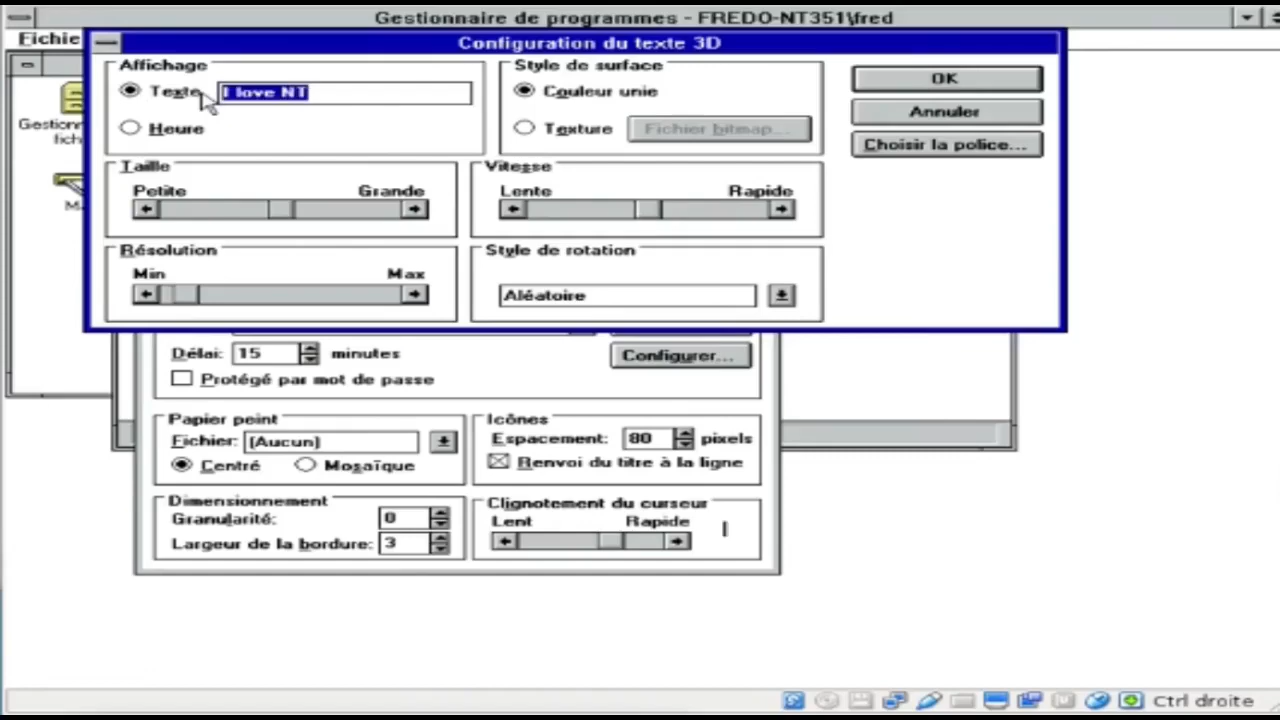 Gestionnaire de programmes - FREDO-NT351\fred
Fichie
Configuration du texte 3D
Affichage
Texte
I love NT
Heure
Style de surface
Couleur unie
Texture
Fichier bitmap...
OK
Annuler
Choisir la police...
Gestionn
fich
M
Taille
Petite
Grande
Vitesse
Lente
Rapide
Résolution
Min
Max
Style de rotation
Aléatoire
Délai: 15 minutes
Configurer...
Protégé par mot de passe
Papier peint
Fichier: (Aucun)
Centré
Mosaïque
Icônes
Espacement: 80 pixels
Renvoi du titre à la ligne
Dimensionnement
Granularité: 0
Largeur de la bordure: 3
Clignotement du curseur
Lent
Rapide
Ctrl droite